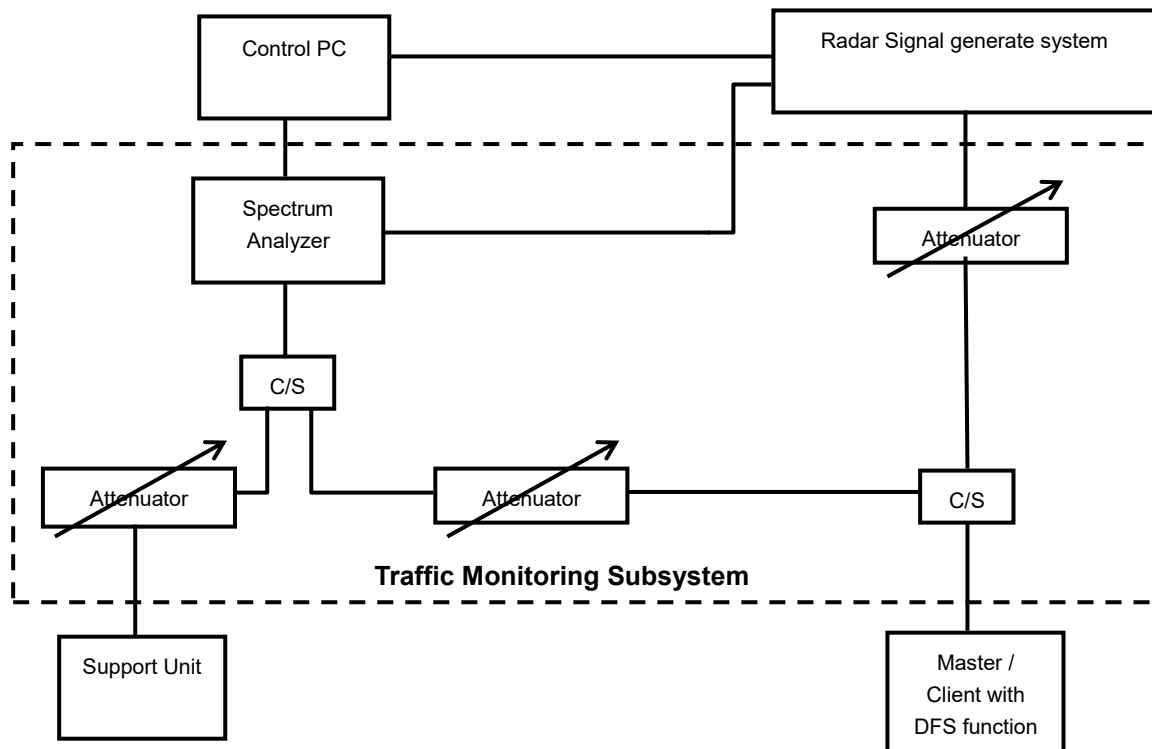 Control PC
Radar Signal generate system
Spectrum
Analyzer
Attenuator
C/S
Attenuator
Attenuator
C/S
Traffic Monitoring Subsystem
Support Unit
Master /
Client with
DFS function